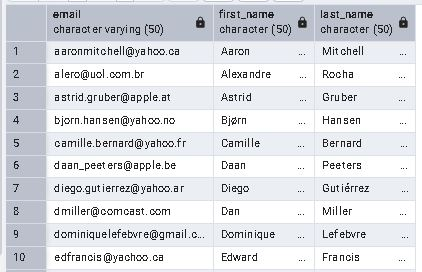 email first_name last_name
character varying (50) character (50) character (50)
1 aaronmitchell@yahoo.ca Aaron ... Mitchell ...
2 alero@uol.com.br Alexandre ... Rocha ...
3 astrid.gruber@apple.at Astrid ... Gruber ...
4 bjorn.hansen@yahoo.no Bjørn ... Hansen ...
5 camille.bernard@yahoo.fr Camille ... Bernard ...
6 daan_peeters@apple.be Daan ... Peeters ...
7 diego.gutierrez@yahoo.ar Diego ... Gutiérrez ...
8 dmiller@comcast.com Dan ... Miller ...
9 dominiquelefebvre@gmail.c... Dominique ... Lefebvre ...
10 edfrancis@yachoo.ca Edward ... Francis ...